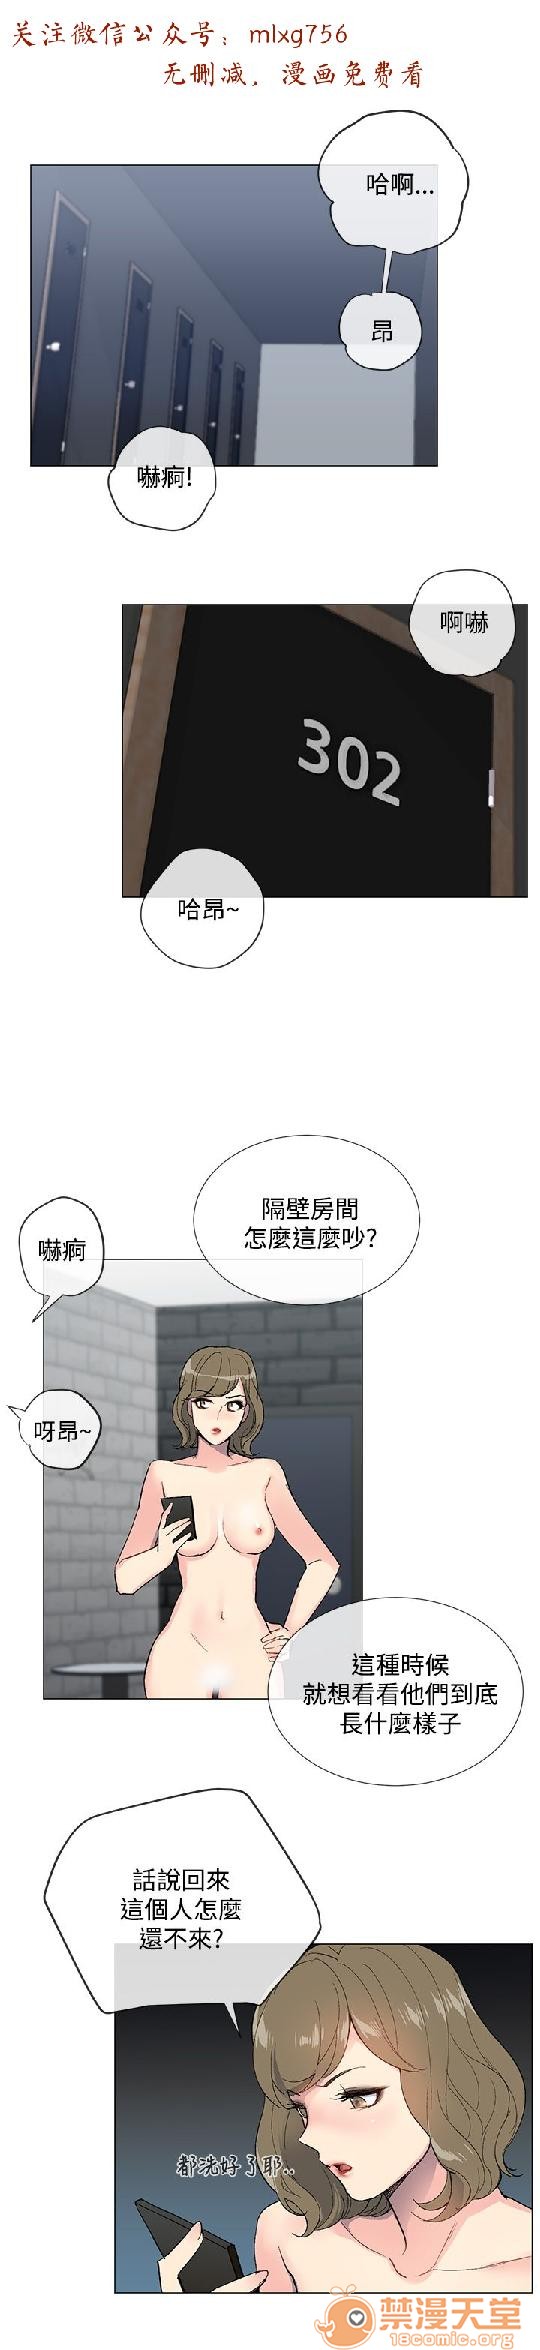 关注微信公众号：mlxg756
无删减，漫画免费看
哈啊...
昂
嚇痾!
啊嚇
302
哈昂~
隔壁房間
怎麼這麼吵?
嚇痾
呀昂~
這種時候
就想看看他們到底
長什麼樣子
話說回來
這個人怎麼
還不來?
都洗好了耶..
禁漫天堂
18comic.org